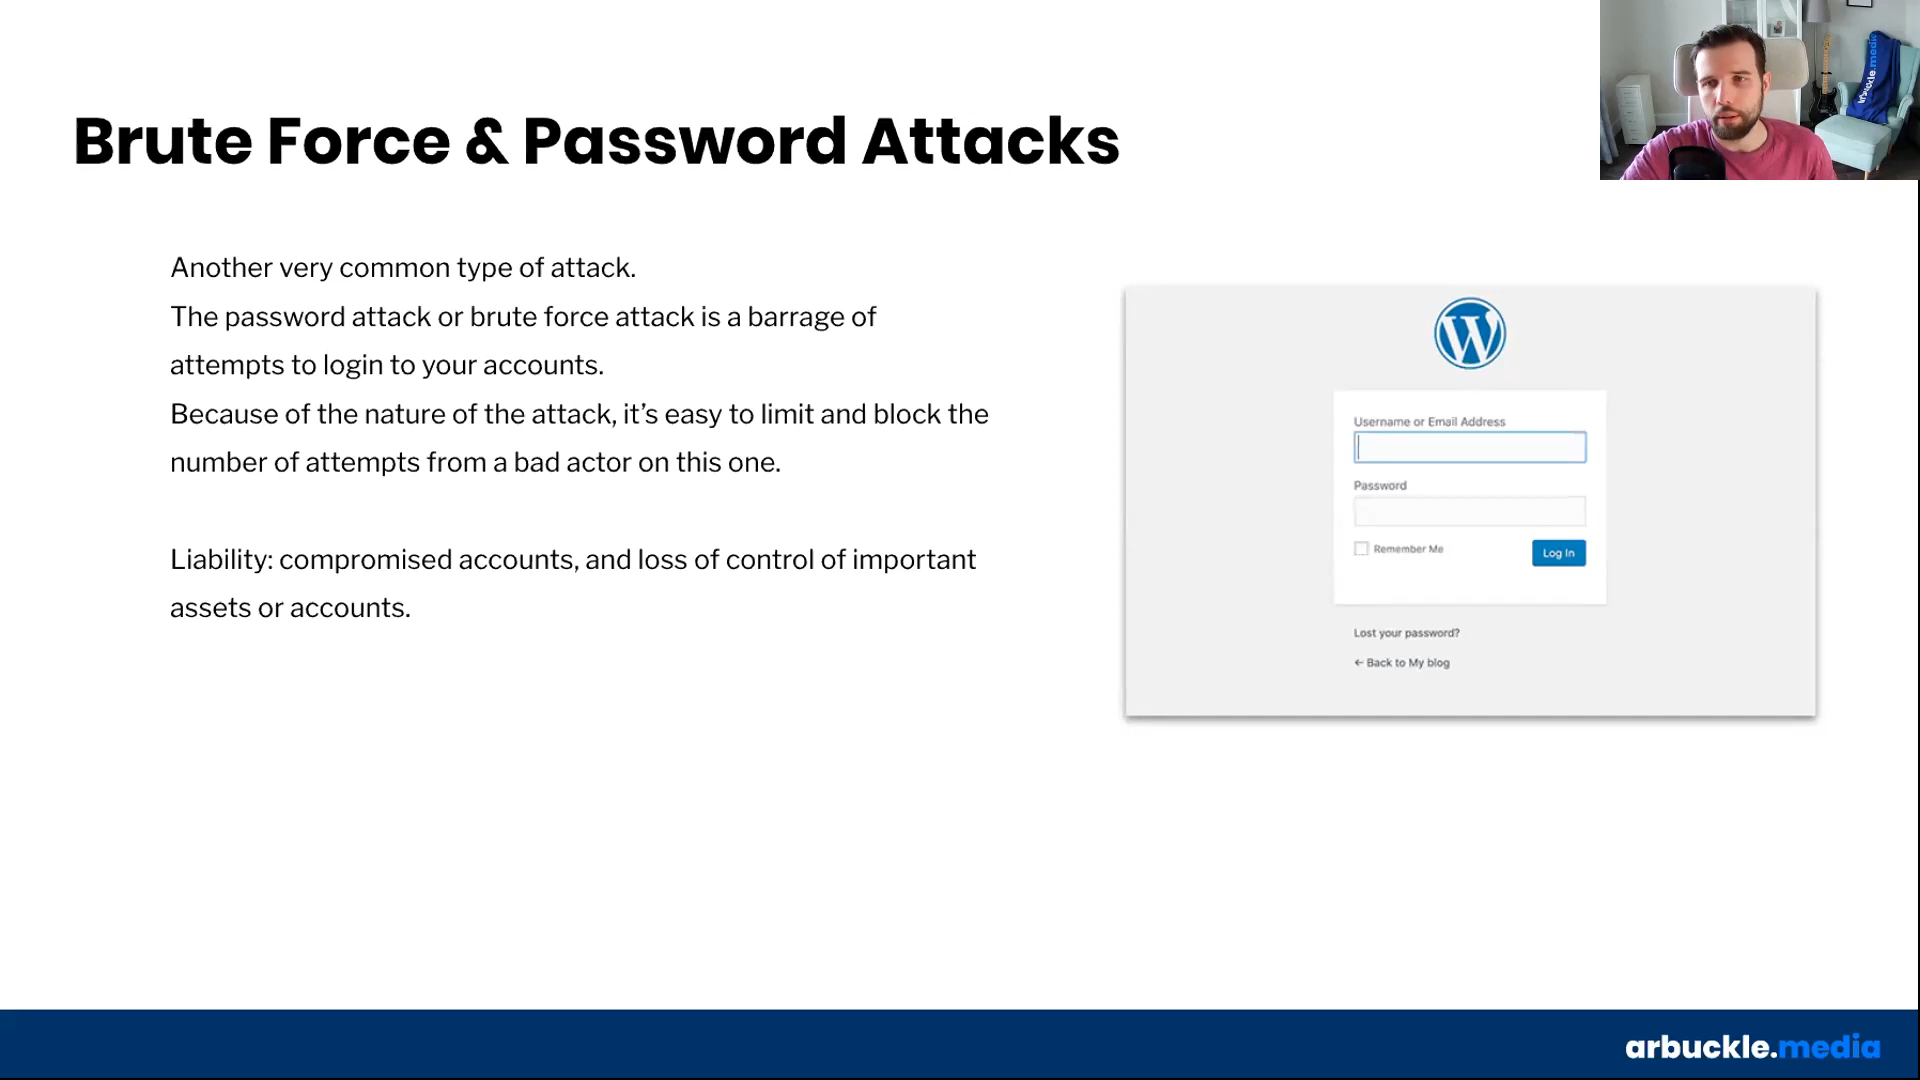 Brute Force & Password Attacks
arbuckle.media
Another very common type of attack.
The password attack or brute force attack is a barrage of
attempts to login to your accounts.
Because of the nature of the attack, it’s easy to limit and block the
number of attempts from a bad actor on this one.
Liability: compromised accounts, and loss of control of important
assets or accounts.
W
Username or Email Address
Password
Remember Me
Log In
Lost your password?
← Back to My blog
arbuckle.media